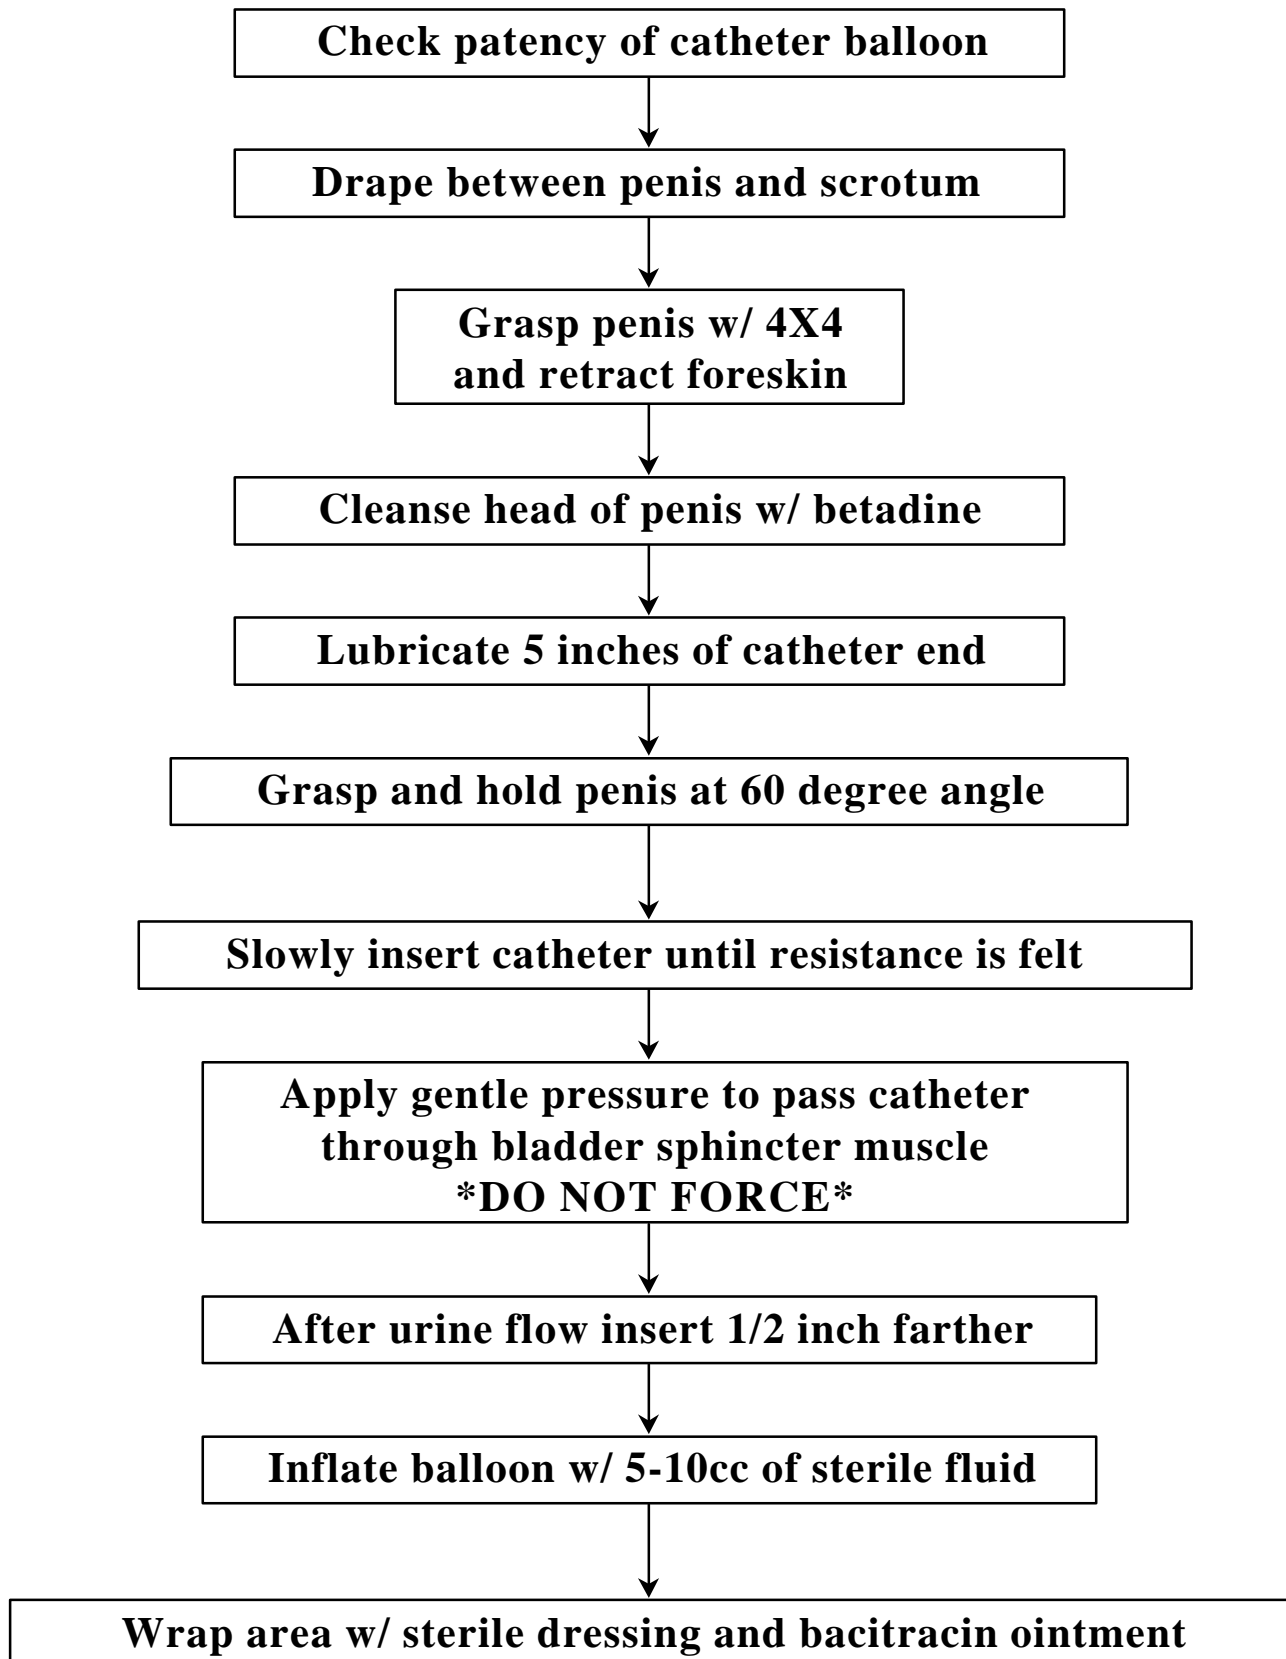 Check patency of catheter balloon
Drape between penis and scrotum
Grasp penis w/ 4X4
and retract foreskin
Cleanse head of penis w/ betadine
Lubricate 5 inches of catheter end
Grasp and hold penis at 60 degree angle
Slowly insert catheter until resistance is felt
Apply gentle pressure to pass catheter
through bladder sphincter muscle
*DO NOT FORCE*
After urine flow insert 1/2 inch farther
Inflate balloon w/ 5-10cc of sterile fluid
Wrap area w/ sterile dressing and bacitracin ointment